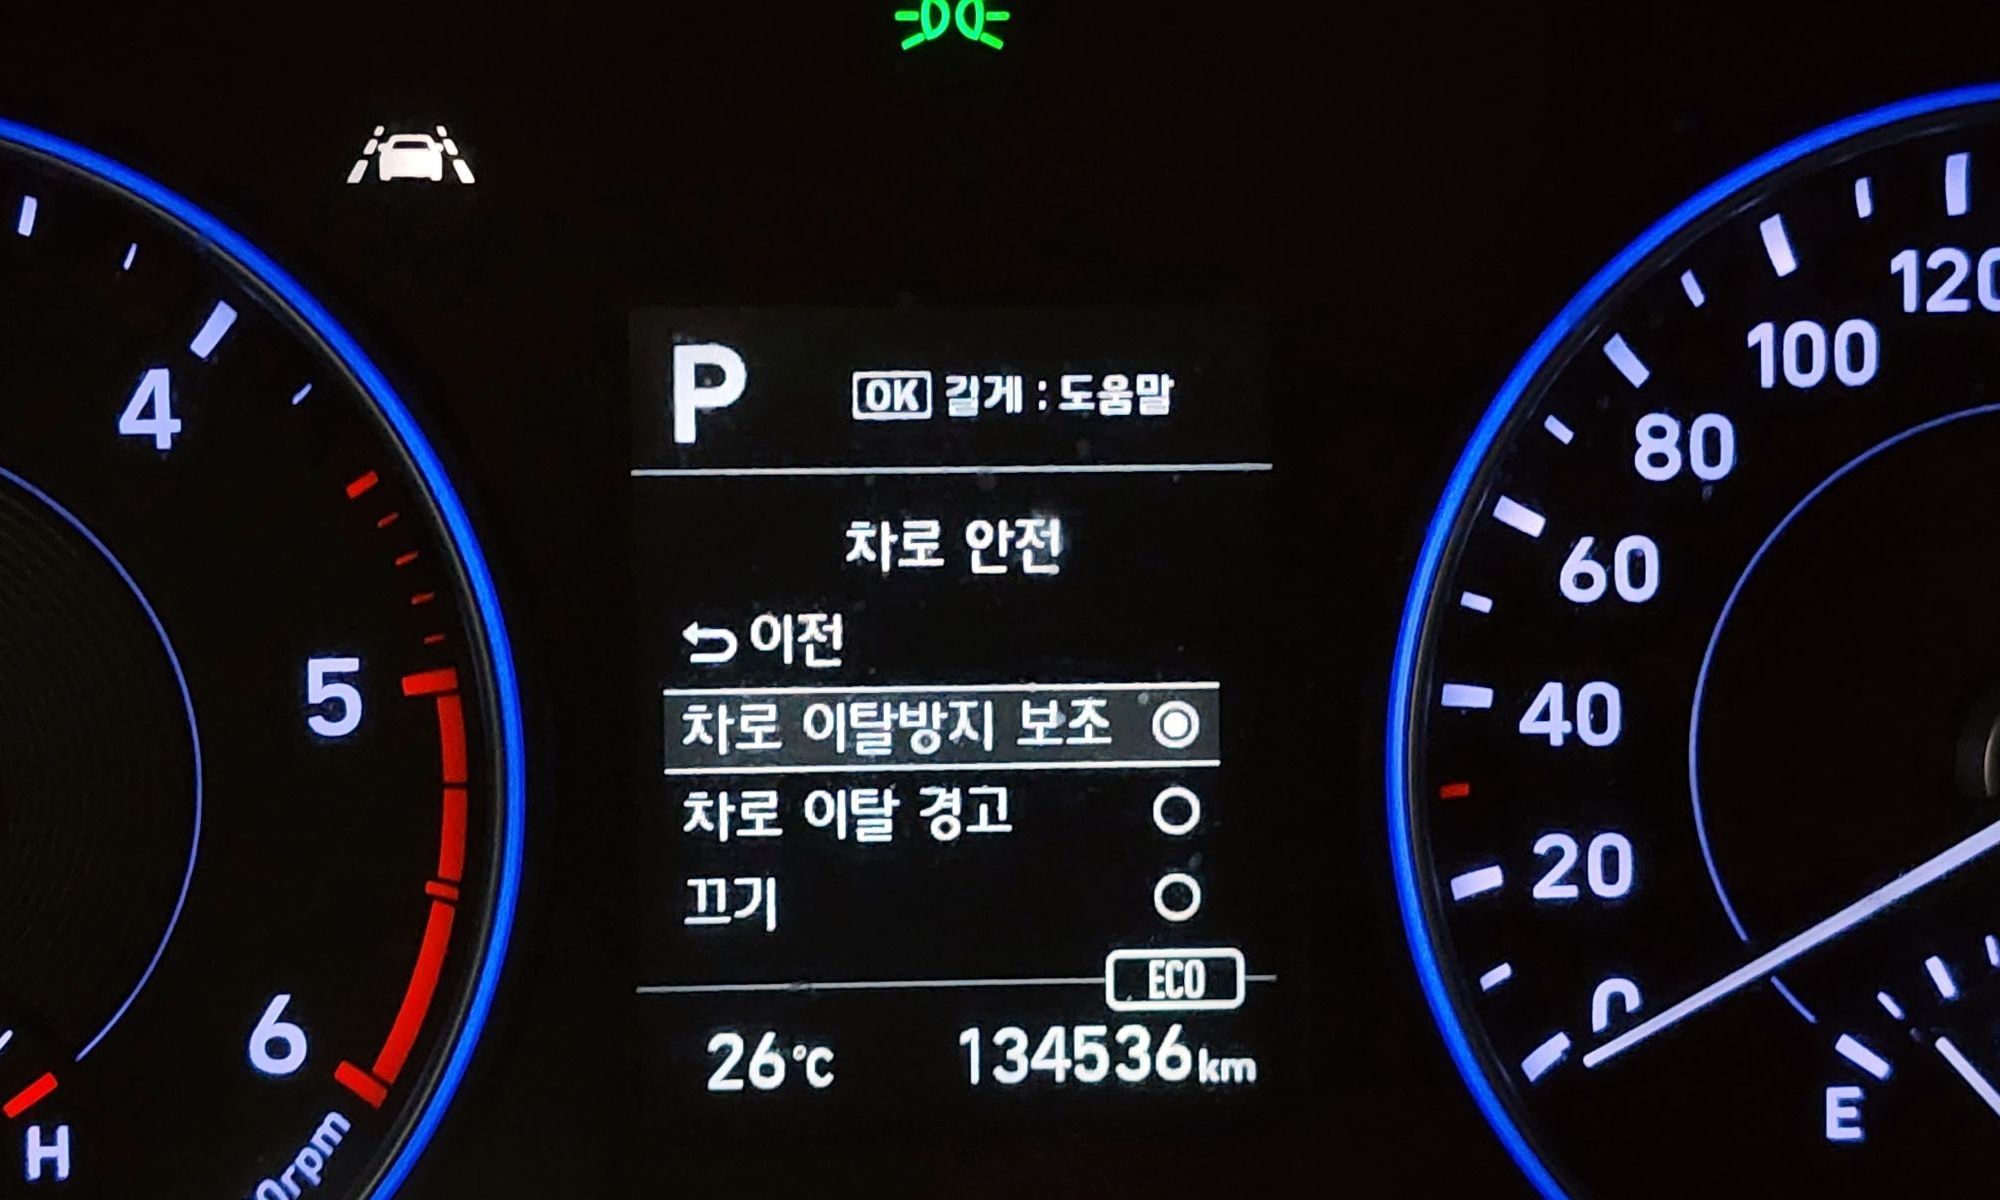 P
OK 길게 : 도움말
차로 안전
이전
차로 이탈방지 보조
차로 이탈 경고
끄기
ECO
26°C 134536km
4
5
6
H
0rpm
120
100
80
60
40
20
0
E